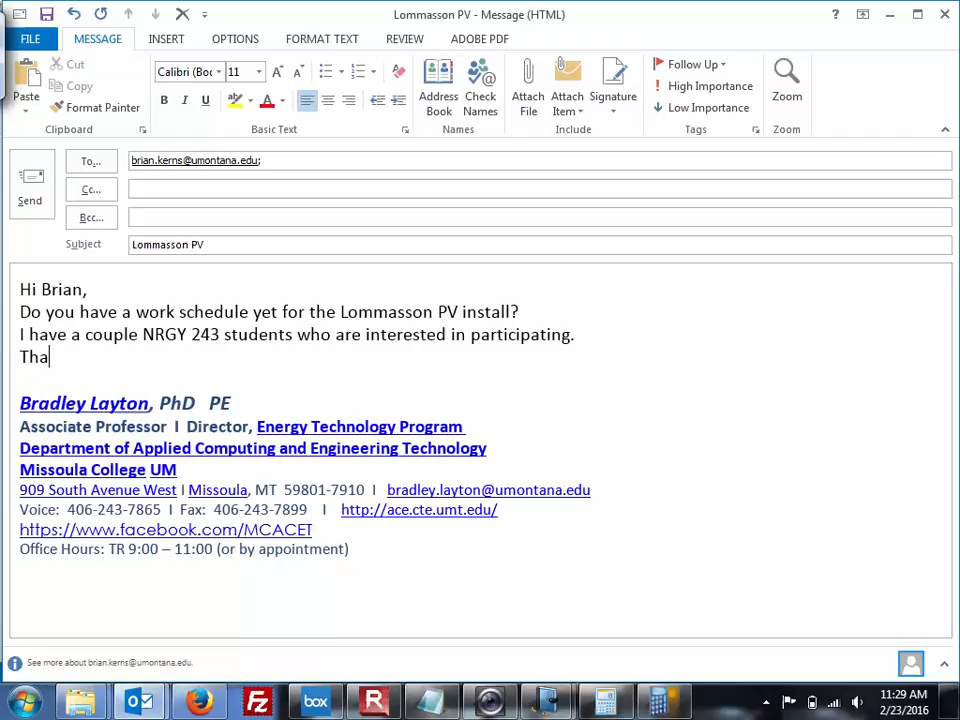 Lommasson PV - Message (HTML)
FILE
MESSAGE
INSERT
OPTIONS
FORMAT TEXT
REVIEW
ADOBE PDF
Paste
Cut
Copy
Format Painter
Clipboard
Calibri (Boc
11
B I U
A
Basic Text
Address Book
Check Names
Names
Attach File
Attach Item
Signature
Include
Follow Up
High Importance
Low Importance
Tags
Zoom
Zoom
Send
To...
brian.kerns@umontana.edu;
Cc...
Bcc...
Subject
Lommasson PV
Hi Brian,
Do you have a work schedule yet for the Lommasson PV install?
I have a couple NRGY 243 students who are interested in participating.
Tha
Bradley Layton, PhD PE
Associate Professor I Director, Energy Technology Program
Department of Applied Computing and Engineering Technology
Missoula College UM
909 South Avenue West I Missoula, MT 59801-7910 I bradley.layton@umontana.edu
Voice: 406-243-7865 I Fax: 406-243-7899 I http://ace.cte.umt.edu/
https://www.facebook.com/MCACET
Office Hours: TR 9:00 – 11:00 (or by appointment)
See more about brian.kerns@umontana.edu.
box
11:29 AM
2/23/2016